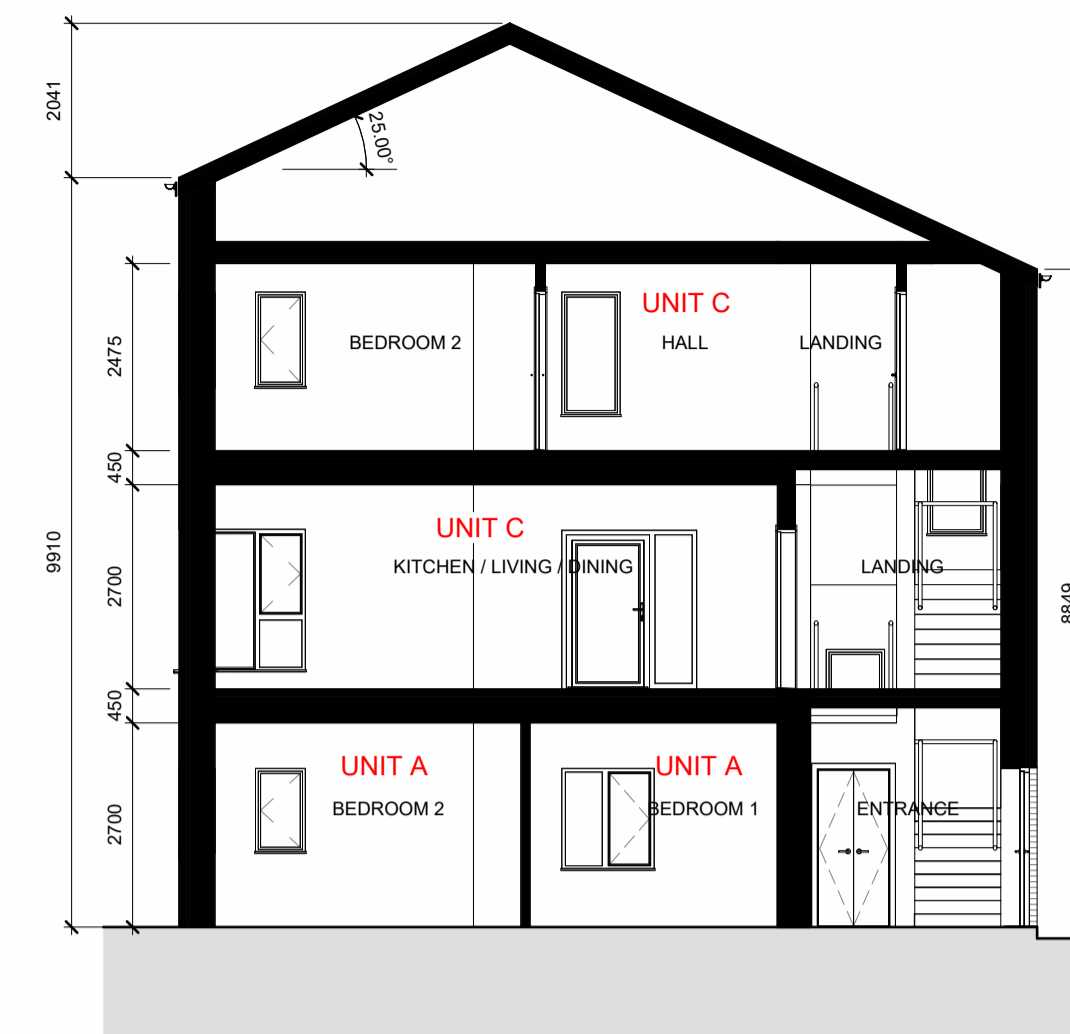 2041
25.00°
UNIT C
BEDROOM 2
HALL
LANDING
2475
450
9910
UNIT C
KITCHEN / LIVING / DINING
LANDING
2700
8849
450
UNIT A
UNIT A
BEDROOM 2
BEDROOM 1
ENTRANCE
2700